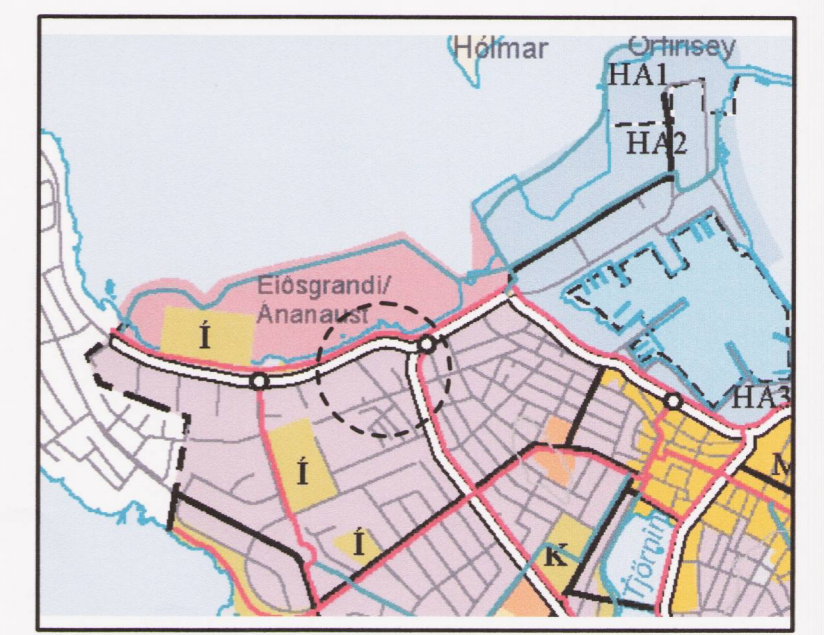 Hólmar
Örfirisey
HA1
HA2
Eiðsgrandi/
Ánanaust
Í
HA3
Í
M
Í
K
Tjörnin